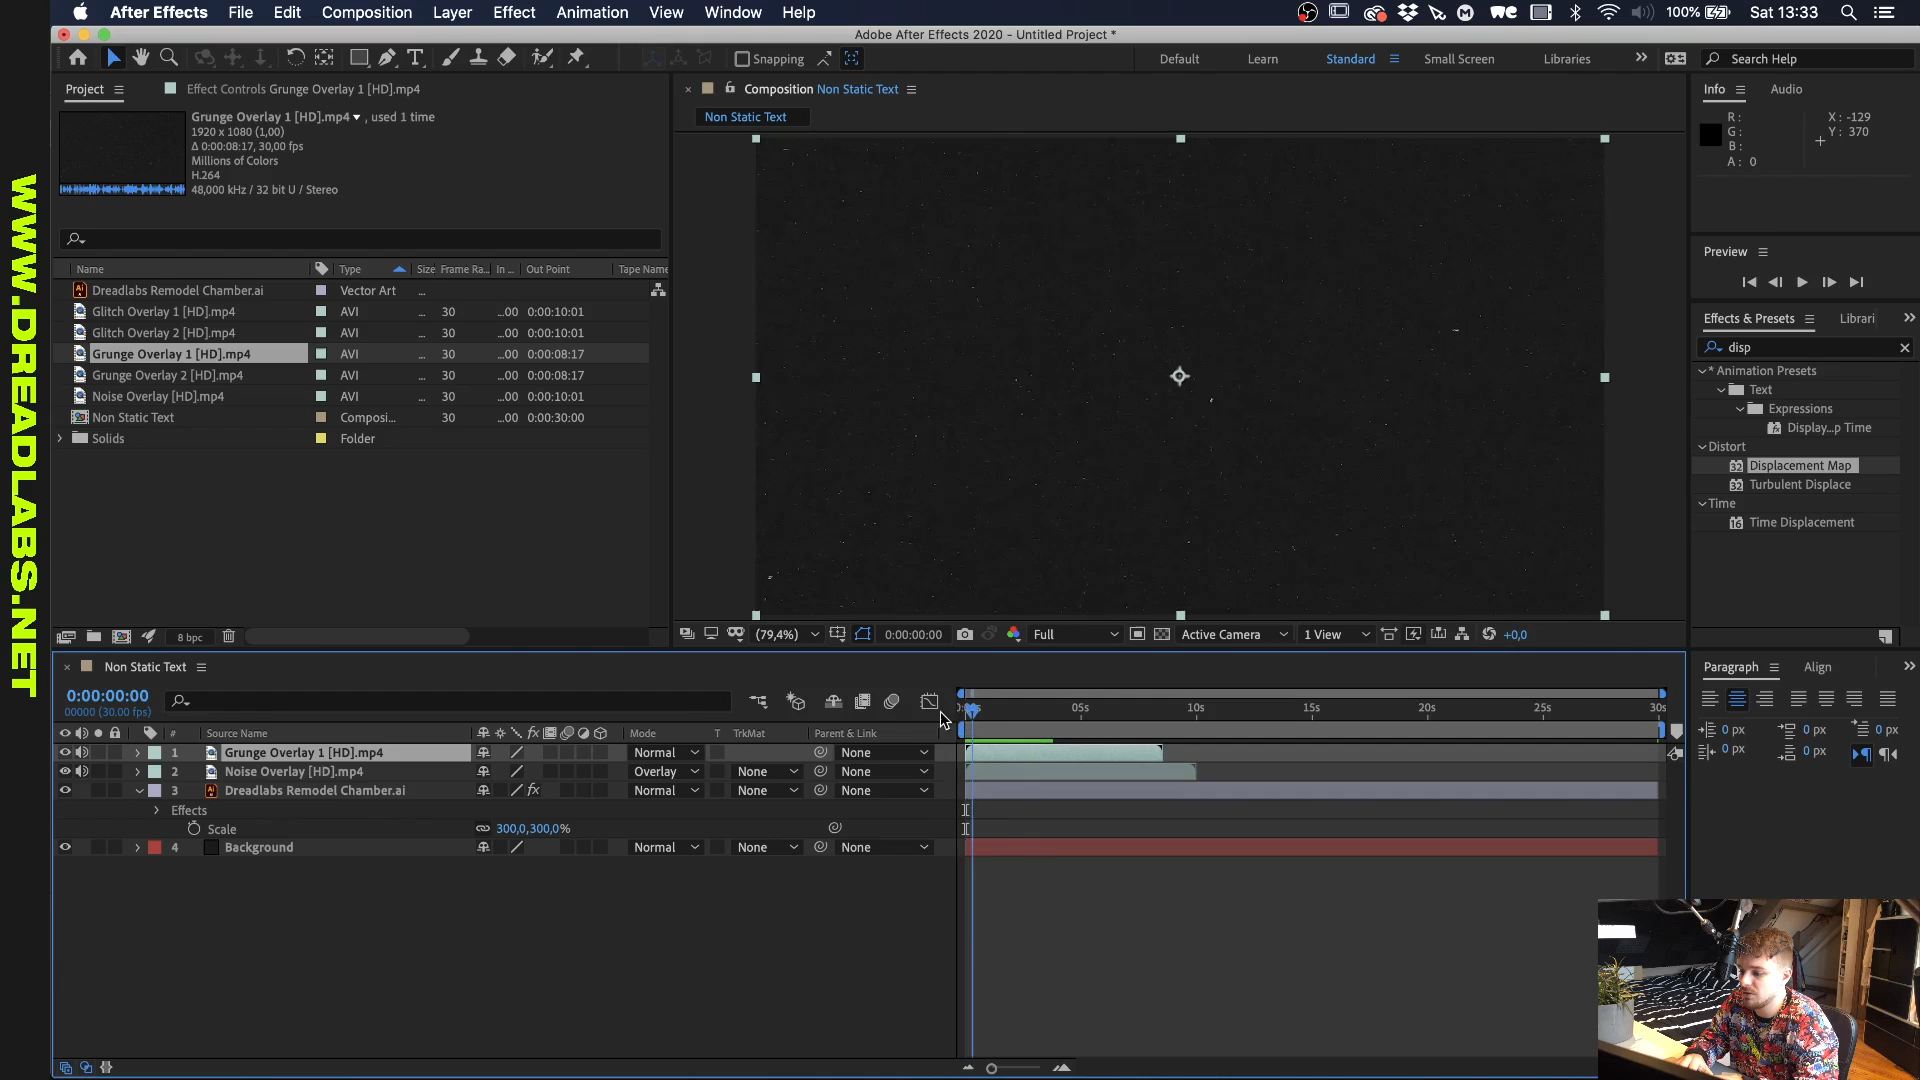 After Effects File Edit Composition Layer Effect Animation View Window Help 100% Sat 13:33
Adobe After Effects 2020 - Untitled Project *
Snapping Default Learn Standard Small Screen Libraries Search Help
Project Effect Controls Grunge Overlay 1 [HD].mp4
Grunge Overlay 1 [HD].mp4 , used 1 time
1920 x 1080 (1,00)
Δ 0:00:08:17, 30,00 fps
Millions of Colors
H.264
48,000 kHz / 32 bit U / Stereo
Name Type Size Frame Ra... In ... Out Point Tape Name
Dreadlabs Remodel Chamber.ai Vector Art ...
Glitch Overlay 1 [HD].mp4 AVI ... 30 ...00 0:00:10:01
Glitch Overlay 2 [HD].mp4 AVI ... 30 ...00 0:00:10:01
Grunge Overlay 1 [HD].mp4 AVI ... 30 ...00 0:00:08:17
Grunge Overlay 2 [HD].mp4 AVI ... 30 ...00 0:00:08:17
Noise Overlay [HD].mp4 AVI ... 30 ...00 0:00:10:01
Non Static Text Composi... 30 ...00 0:00:30:00
Solids Folder
8 bpc
Composition Non Static Text
Non Static Text
(79,4%) 0:00:00:00 Full Active Camera 1 View +0,0
Info Audio
R : X : -129
G : Y : 370
B :
A : 0
Preview
Effects & Presets Librari
disp
* Animation Presets
Text
Expressions
Display...p Time
Distort
32 Displacement Map
32 Turbulent Displace
Time
16 Time Displacement
Paragraph Align
0 px 0 px 0 px
0 px 0 px
Non Static Text
0:00:00:00
00000 (30.00 fps)
05s 10s 15s 20s 25s 30s
# Source Name fx Mode T TrkMat Parent & Link
1 Grunge Overlay 1 [HD].mp4 Normal None
2 Noise Overlay [HD].mp4 Overlay None None
3 Dreadlabs Remodel Chamber.ai fx Normal None None
Effects
Scale 300,0,300,0%
4 Background Normal None None
WWW.DREADLABS.NET